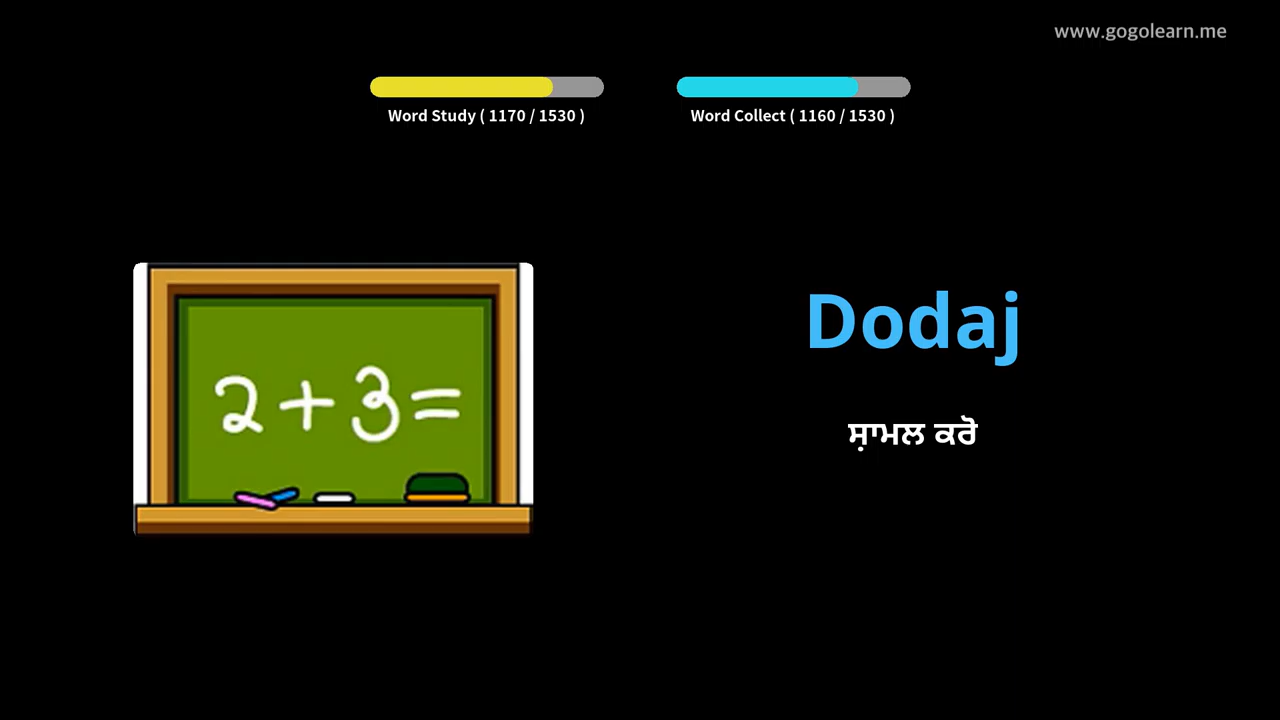 www.gogolearn.me
Word Study ( 1170 / 1530 )
Word Collect ( 1160 / 1530 )
2+3=
Dodaj
ਸ਼ਾਮਲ ਕਰੋ